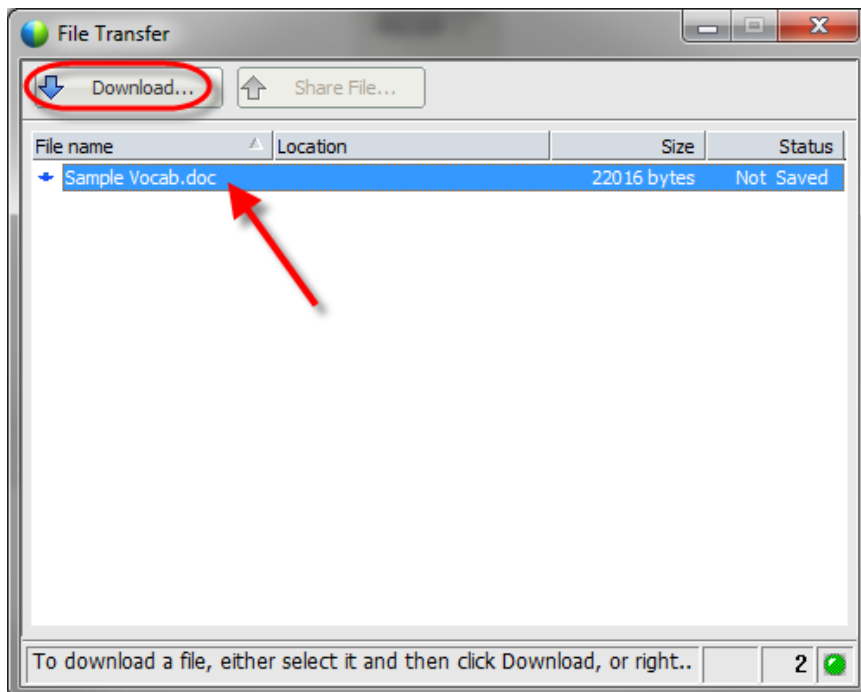 File Transfer
Download... Share File...
File name Location Size Status
Sample Vocab.doc 22016 bytes Not Saved
To download a file, either select it and then click Download, or right.. 2